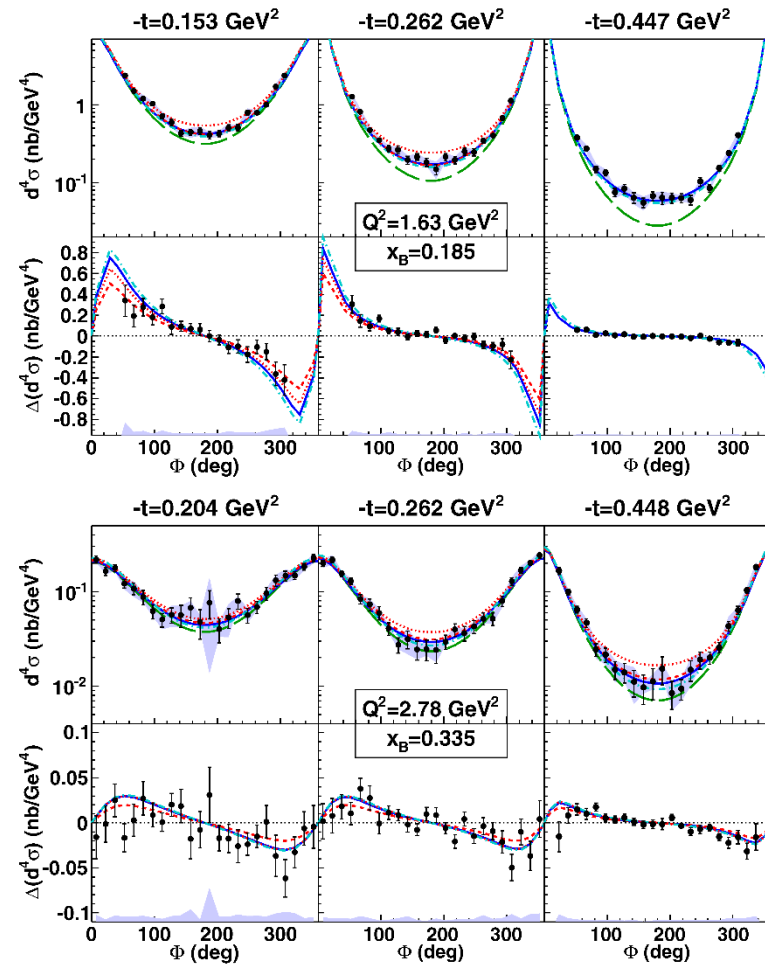 -t=0.153 GeV² -t=0.262 GeV² -t=0.447 GeV²
d⁴σ (nb/GeV⁴)
1
10⁻¹
Q²=1.63 GeV²
x_B=0.185
Δ(d⁴σ) (nb/GeV⁴)
0.8
0.6
0.4
0.2
0.0
-0.2
-0.4
-0.6
-0.8
0 100 200 300 100 200 300 100 200 300
Φ (deg) Φ (deg) Φ (deg)
-t=0.204 GeV² -t=0.262 GeV² -t=0.448 GeV²
d⁴σ (nb/GeV⁴)
10⁻¹
10⁻²
Q²=2.78 GeV²
x_B=0.335
Δ(d⁴σ) (nb/GeV⁴)
0.1
0.05
0
-0.05
-0.1
0 100 200 300 100 200 300 100 200 300
Φ (deg) Φ (deg) Φ (deg)